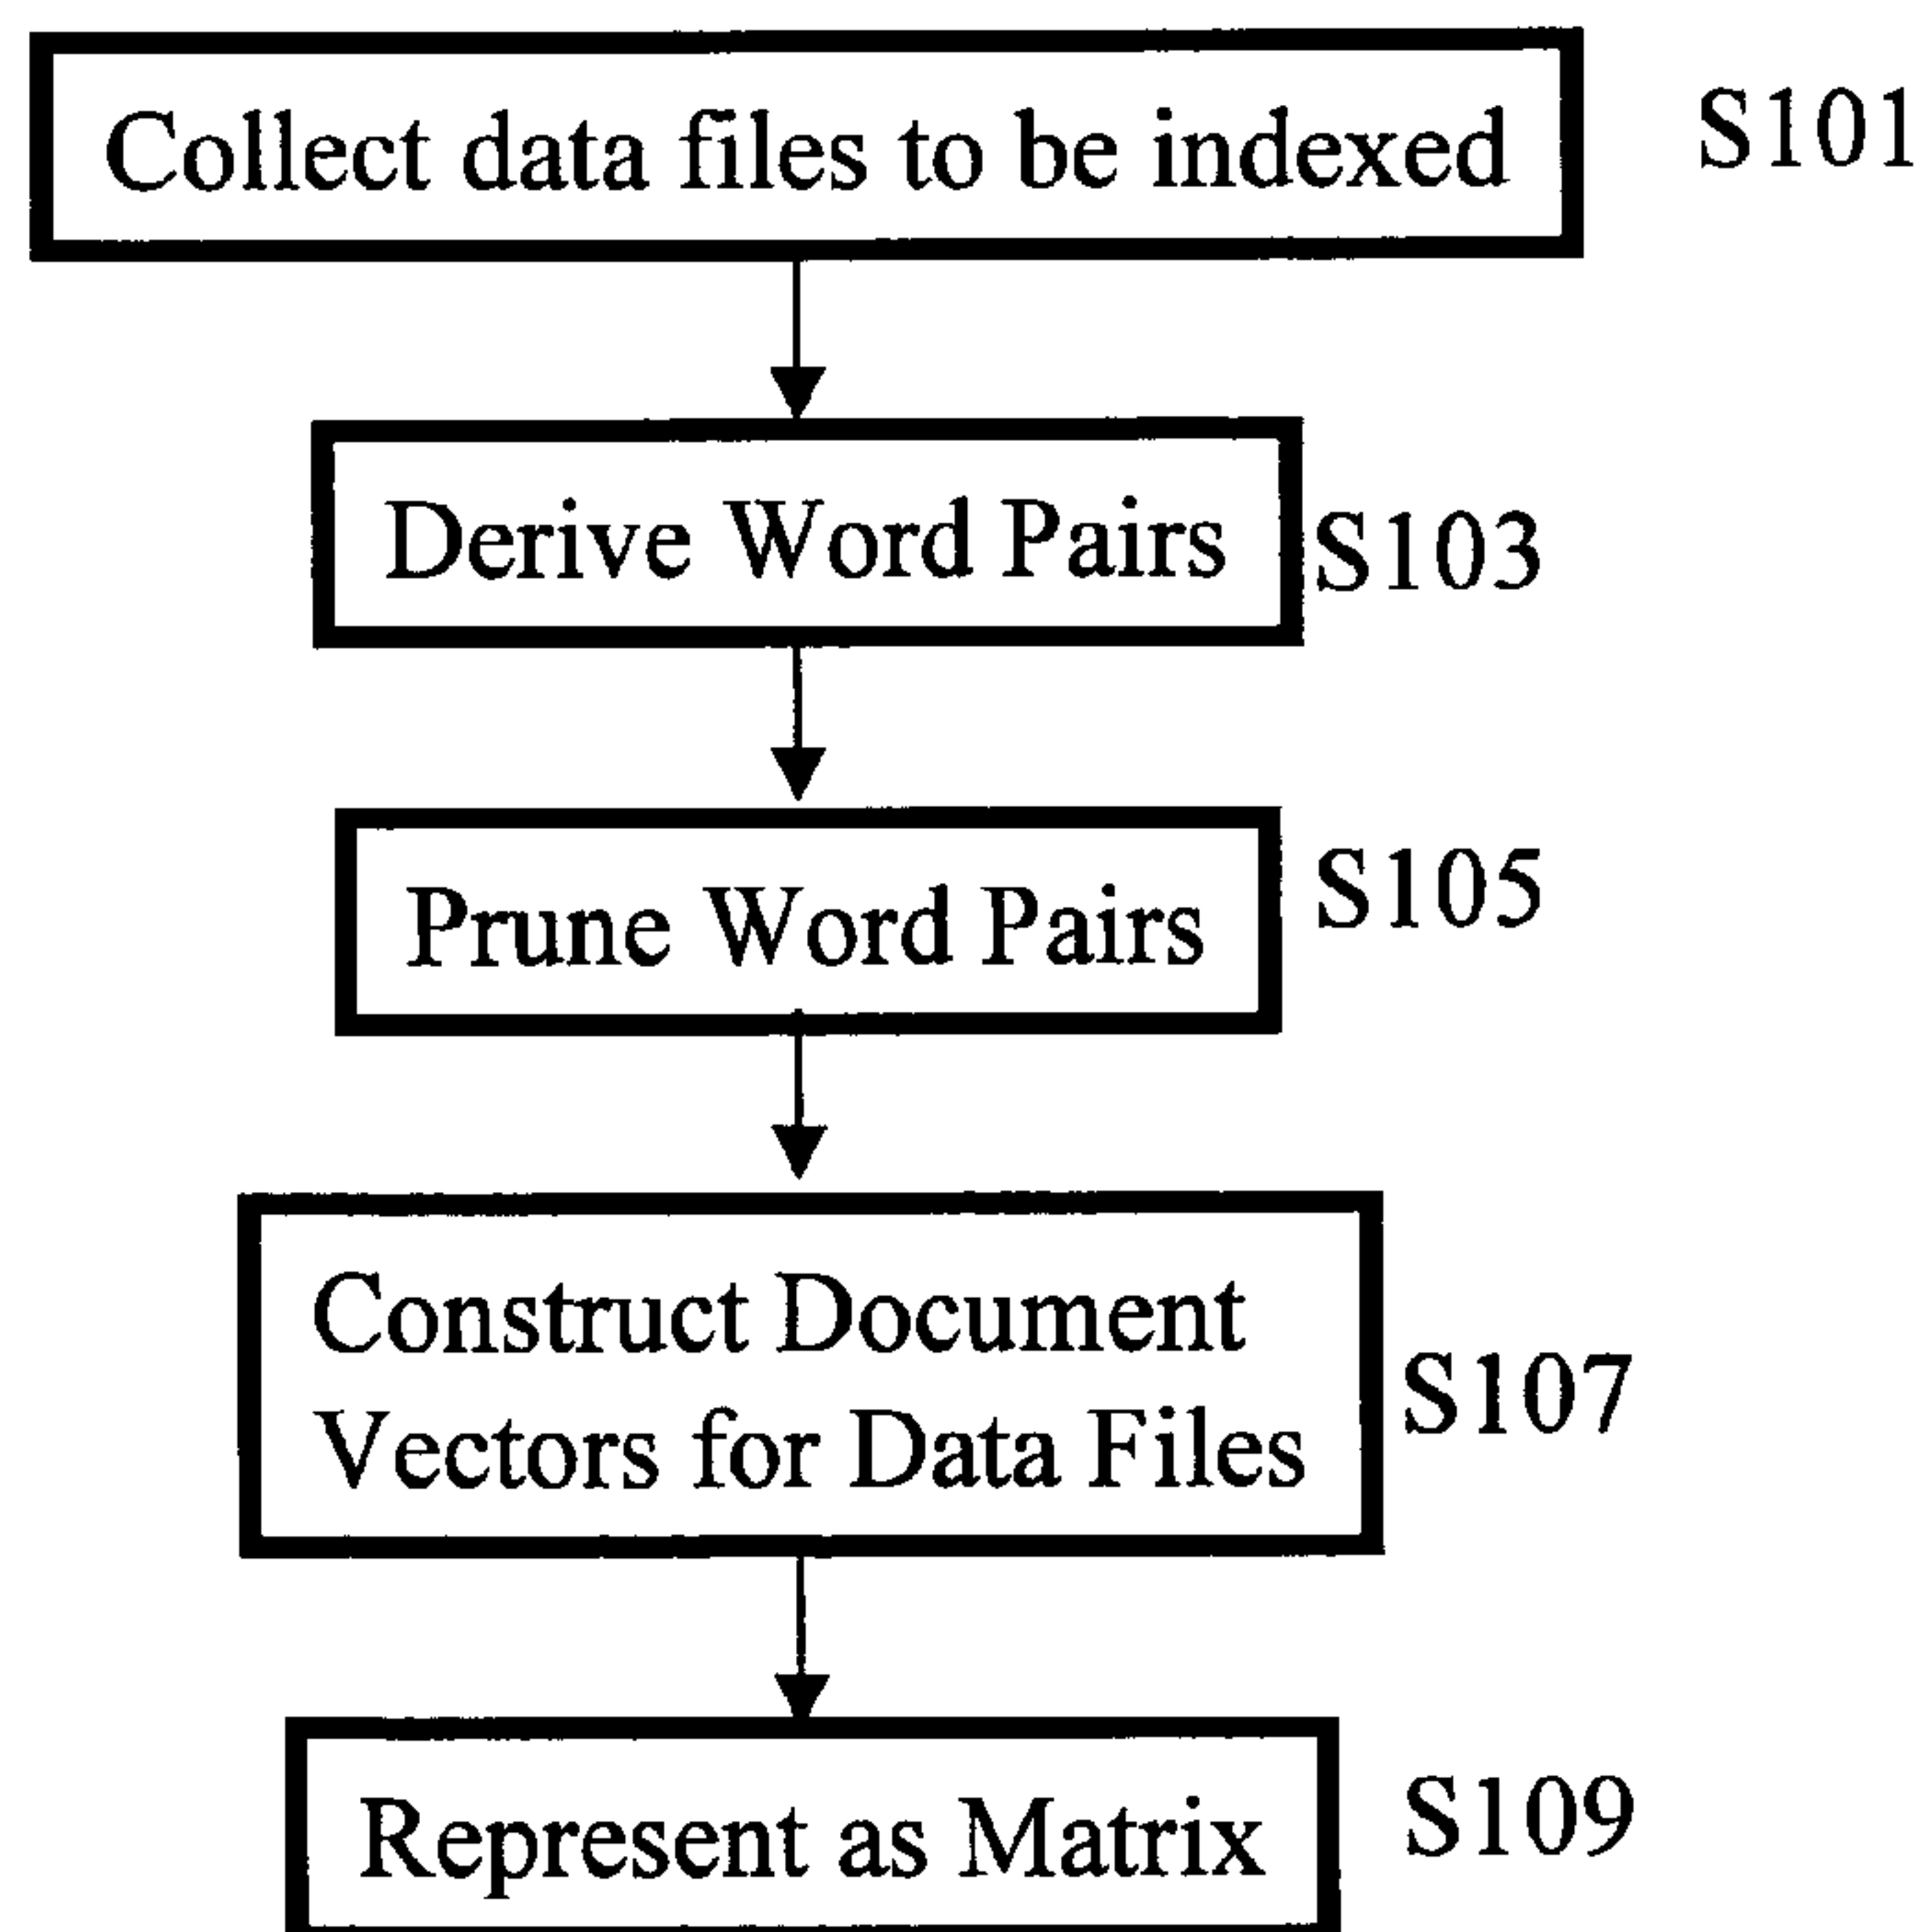 Collect data files to be indexed
S101
Derive Word Pairs
S103
Prune Word Pairs
S105
Construct Document
Vectors for Data Files
S107
Represent as Matrix
S109